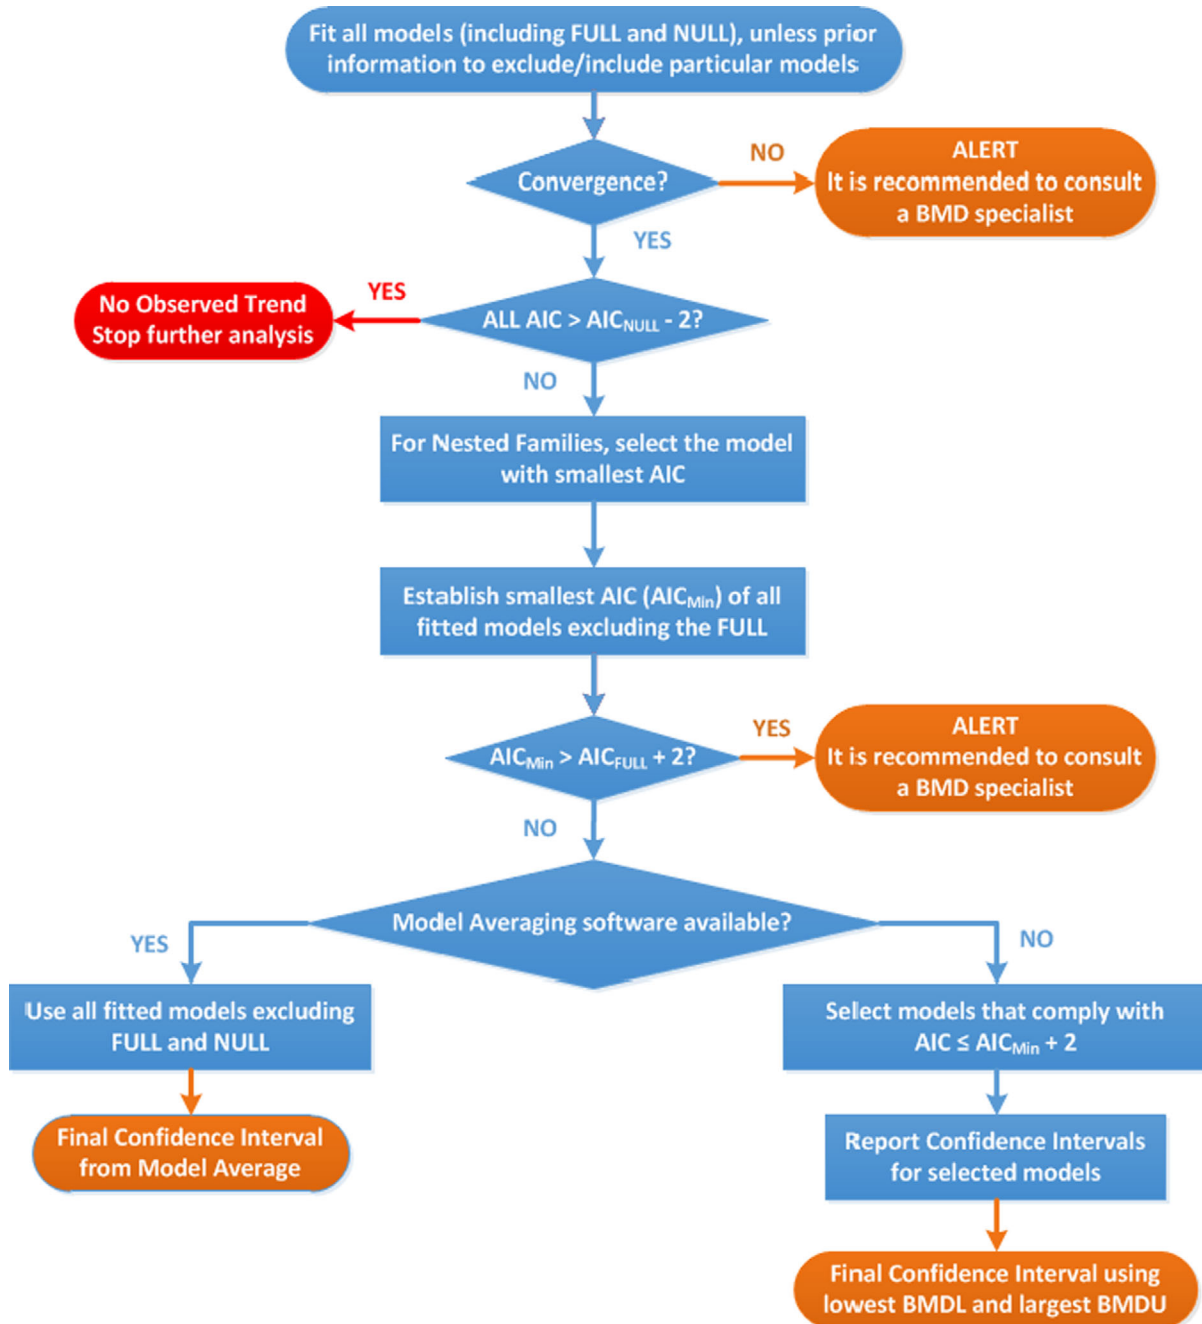 Fit all models (including FULL and NULL), unless prior
information to exclude/include particular models
Convergence?
NO
ALERT
It is recommended to consult
a BMD specialist
YES
ALL AIC > AIC_NULL - 2?
YES
No Observed Trend
Stop further analysis
NO
For Nested Families, select the model
with smallest AIC
Establish smallest AIC (AIC_Min) of all
fitted models excluding the FULL
AIC_Min > AIC_FULL + 2?
YES
ALERT
It is recommended to consult
a BMD specialist
NO
Model Averaging software available?
YES
NO
Use all fitted models excluding
FULL and NULL
Final Confidence Interval
from Model Average
Select models that comply with
AIC ≤ AIC_Min + 2
Report Confidence Intervals
for selected models
Final Confidence Interval using
lowest BMDL and largest BMDU